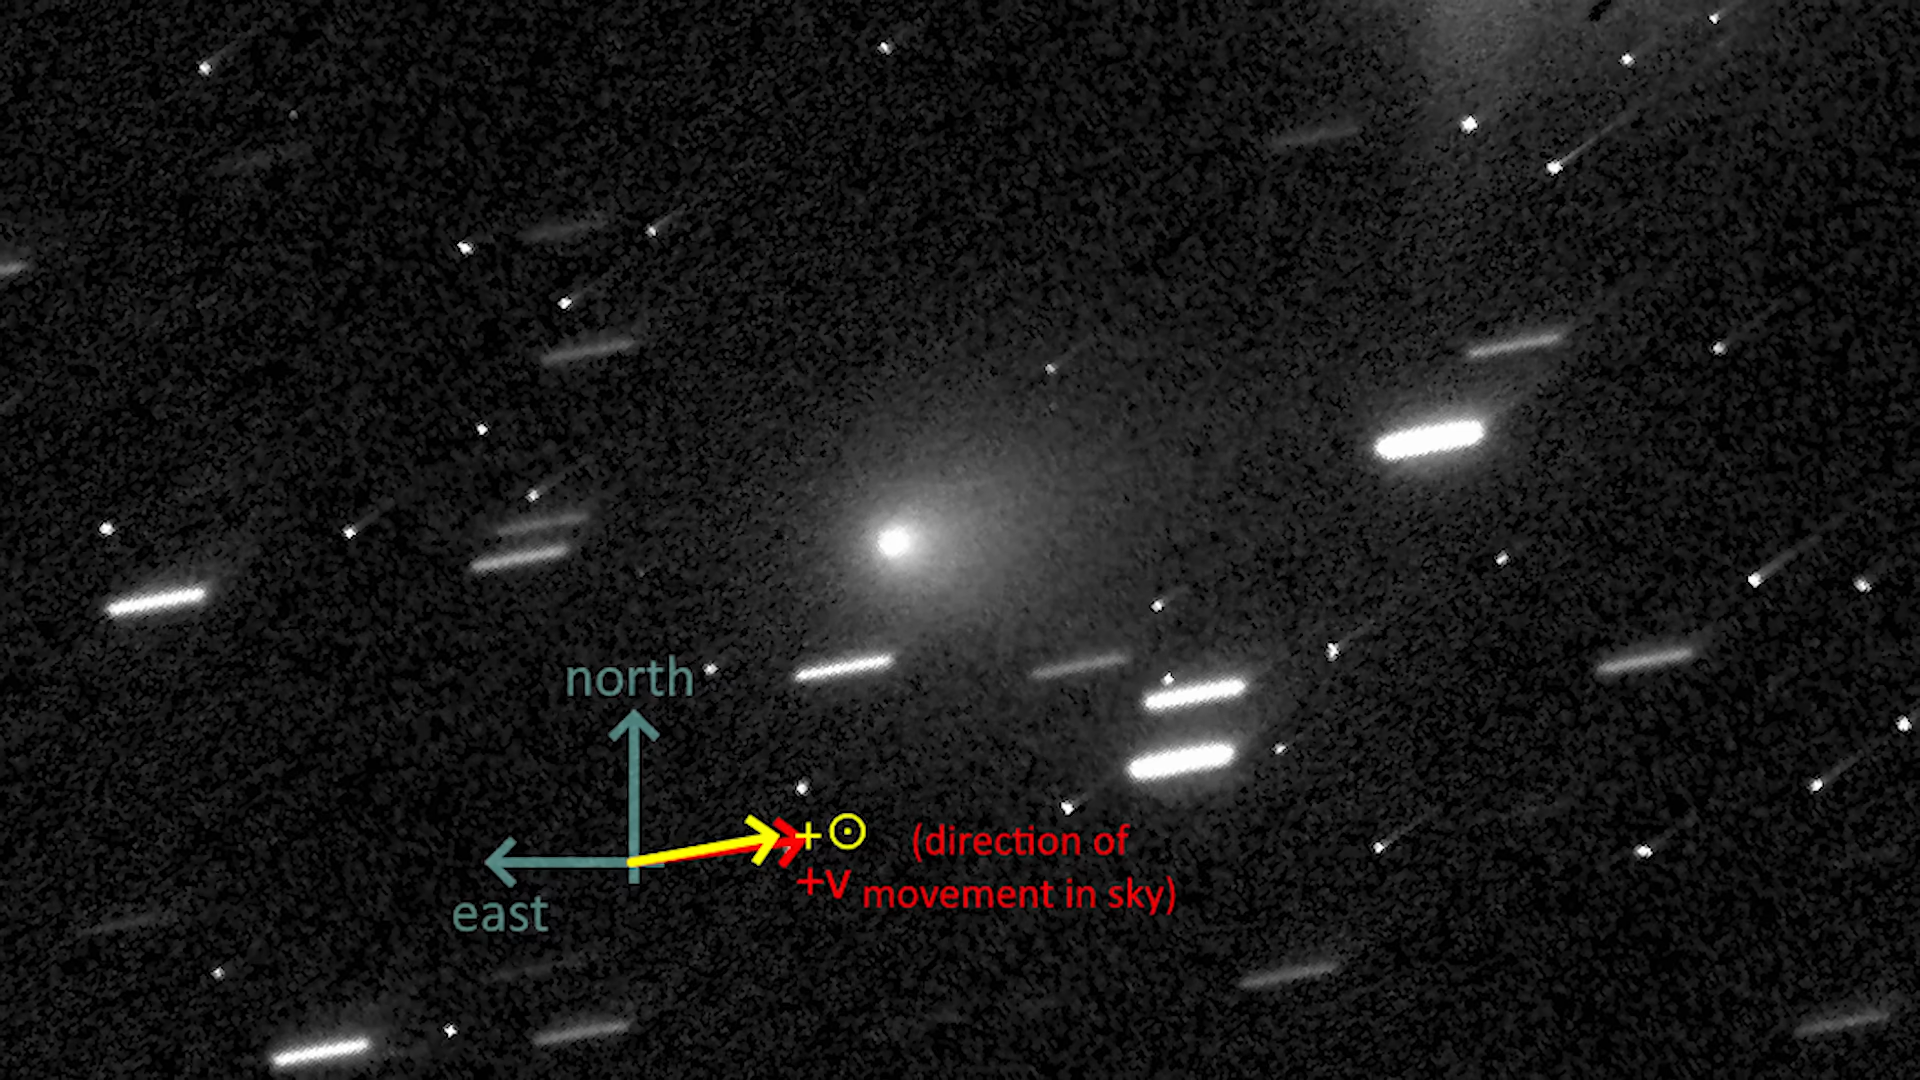 north
+☉ (direction of
+v movement in sky)
east